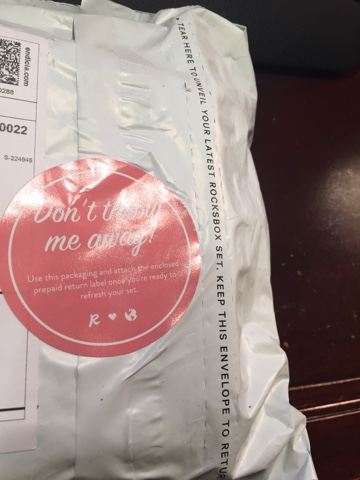 endicia.com
0288
0022
S-224945
TEAR HERE TO UNVEIL YOUR LATEST ROCKSBOX SET. KEEP THIS ENVELOPE TO RETU
Don't throw
me away!
Use this packaging and attach the enclosed
prepaid return label once you're ready to
refresh your set.
R